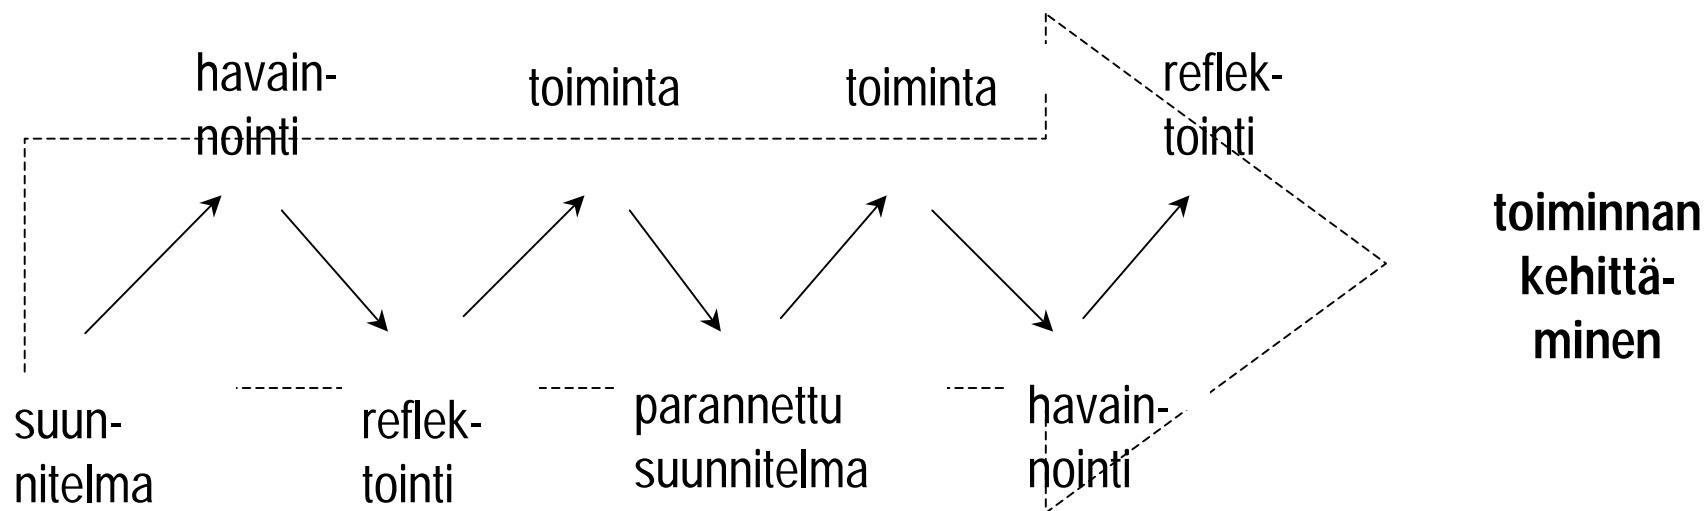 havain-
nointi
toiminta
toiminta
reflek-
tointi
toiminnan
kehittä-
minen
suun-
nitelma
reflek-
tointi
parannettu
suunnitelma
havain-
nointi